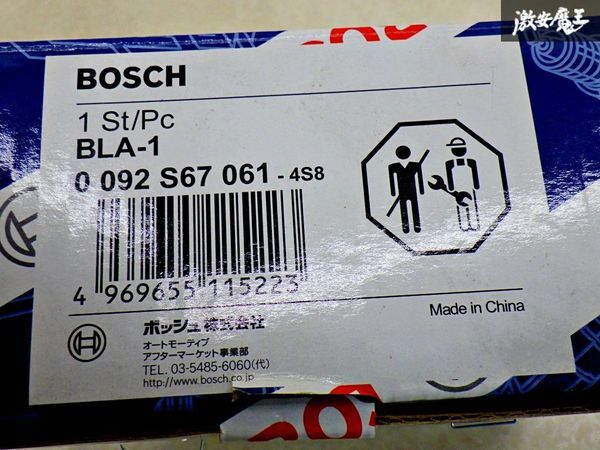 激安魔王
BOSCH
1 St/Pc
BLA-1
0 092 S67 061 - 4S8
4 969655 115223
Made in China
ボッシュ株式会社
オートモーティブ
アフターマーケット事業部
TEL. 03-5485-6060(代)
http://www.bosch.co.jp